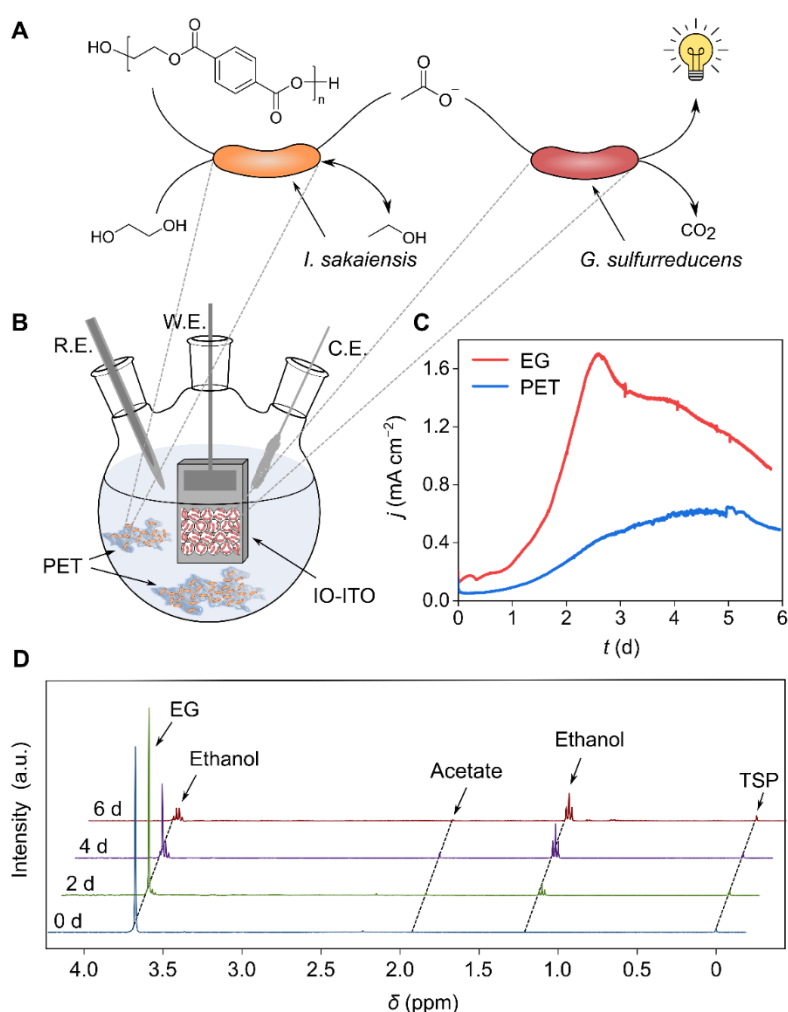 A
HO
O
O
O
O
H
n
O
O⁻
HO
OH
OH
CO₂
I. sakaiensis
G. sulfurreducens
B
R.E.
W.E.
C.E.
PET
IO-ITO
C
EG
PET
1.6
1.2
0.8
0.4
0.0
j (mA cm⁻²)
0 1 2 3 4 5 6
t (d)
D
EG
Ethanol
Acetate
Ethanol
TSP
6 d
4 d
2 d
0 d
Intensity (a.u.)
4.0 3.5 3.0 2.5 2.0 1.5 1.0 0.5 0
δ (ppm)